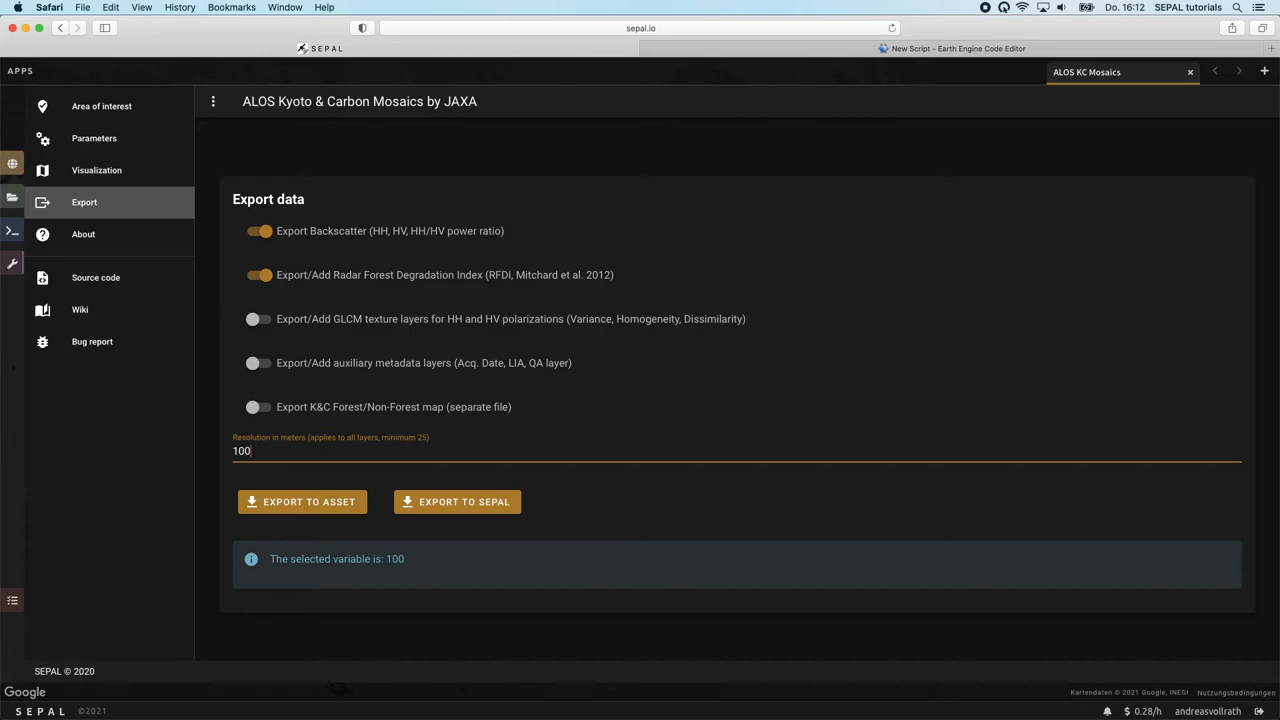 Safari File Edit View History Bookmarks Window Help Do. 16:12 SEPAL tutorials
sepal.io
SEPAL New Script - Earth Engine Code Editor
APPS ALOS KC Mosaics
Area of interest
Parameters
Visualization
Export
About
Source code
Wiki
Bug report
ALOS Kyoto & Carbon Mosaics by JAXA
Export data
Export Backscatter (HH, HV, HH/HV power ratio)
Export/Add Radar Forest Degradation Index (RFDI, Mitchard et al. 2012)
Export/Add GLCM texture layers for HH and HV polarizations (Variance, Homogeneity, Dissimilarity)
Export/Add auxiliary metadata layers (Acq. Date, LIA, QA layer)
Export K&C Forest/Non-Forest map (separate file)
Resolution in meters (applies to all layers, minimum 25)
100
EXPORT TO ASSET EXPORT TO SEPAL
The selected variable is: 100
SEPAL © 2020
Google Kartendaten © 2021 Google, INEGI Nutzungsbedingungen
SEPAL ©2021 $ 0.28/h andreasvollrath